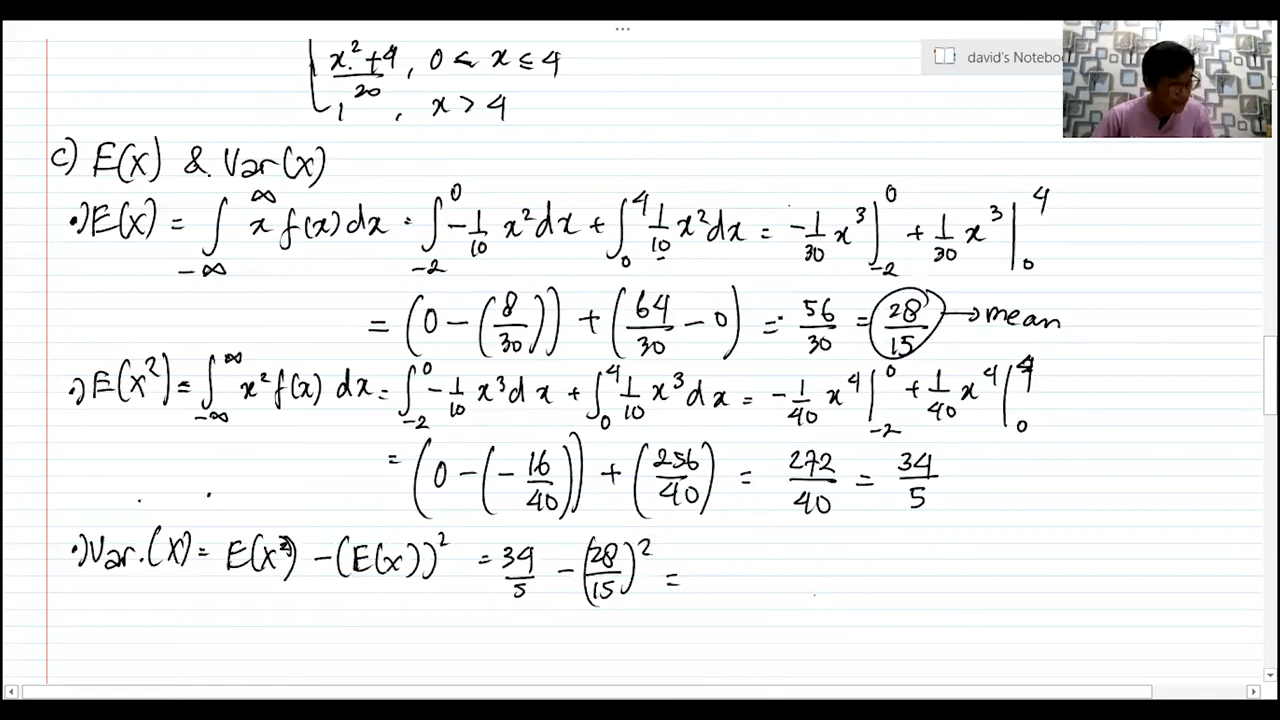 x² + 4 / 20 , 0 < x ≤ 4
david's Notebo
1 , x > 4
c) E(x) & Var(x)
•) E(x) = ∫_{-∞}^{∞} x f(x) dx = ∫_{-2}^{0} -1/10 x² dx + ∫_{0}^{4} 1/10 x² dx = -1/30 x³ |_{-2}^{0} + 1/30 x³ |_{0}^{4}
= (0 - (8/30)) + (64/30 - 0) = 56/30 = 28/15 → mean
•) E(x²) = ∫_{-∞}^{∞} x² f(x) dx = ∫_{-2}^{0} -1/10 x³ dx + ∫_{0}^{4} 1/10 x³ dx = -1/40 x⁴ |_{-2}^{0} + 1/40 x⁴ |_{0}^{4}
= (0 - (-16/40)) + (256/40) = 272/40 = 34/5
•) Var.(x) = E(x²) - (E(x))² = 34/5 - (28/15)² =